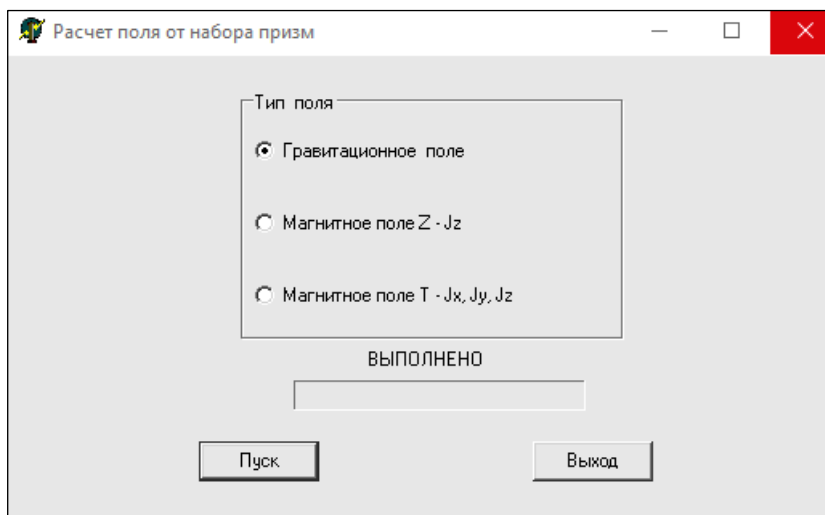 Расчет поля от набора призм
Тип поля
Гравитационное поле
Магнитное поле Z - Jz
Магнитное поле T - Jx, Jy, Jz
ВЫПОЛНЕНО
Пуск Выход